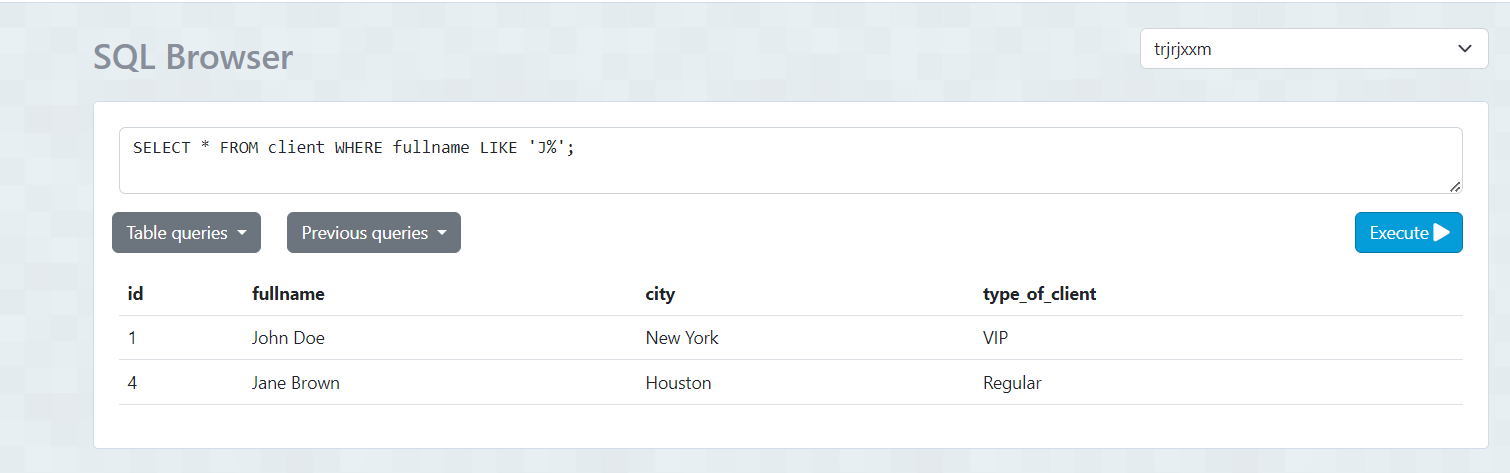 SQL Browser
trjrjxxm
SELECT * FROM client WHERE fullname LIKE 'J%';
Table queries
Previous queries
Execute
id fullname city type_of_client
1 John Doe New York VIP
4 Jane Brown Houston Regular